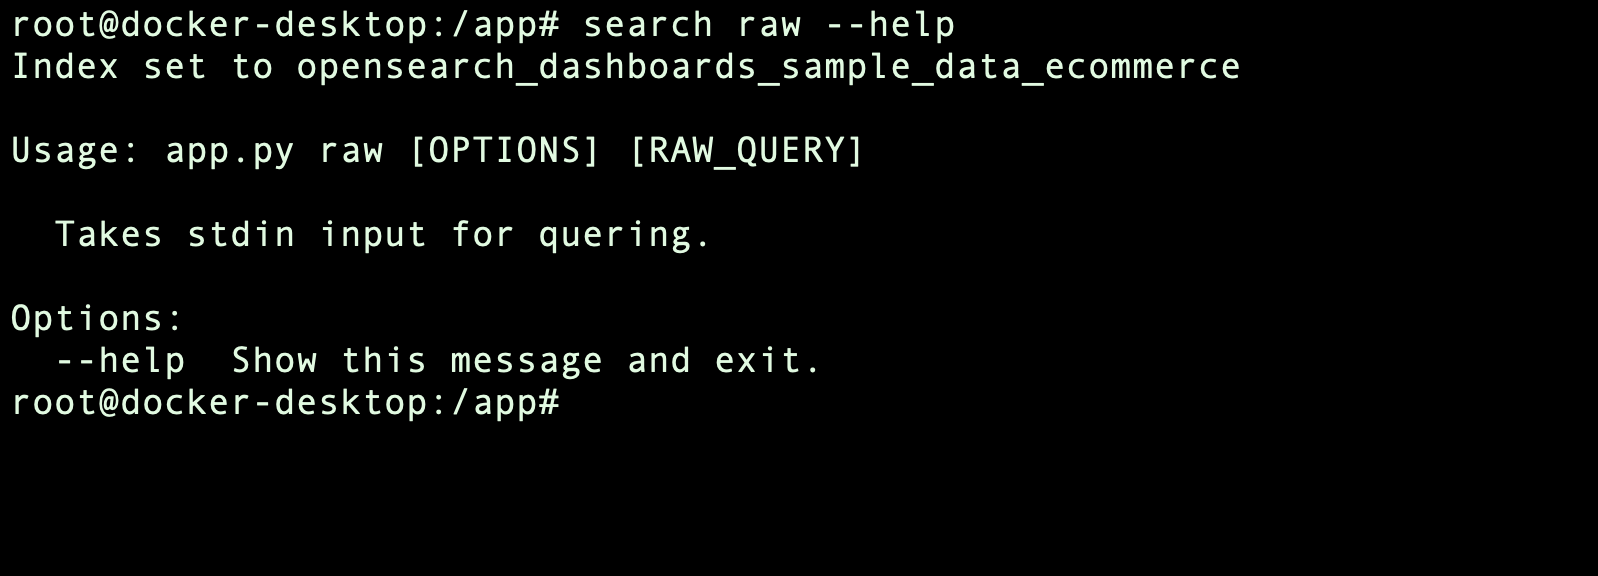 root@docker-desktop:/app# search raw --help
Index set to opensearch_dashboards_sample_data_ecommerce
Usage: app.py raw [OPTIONS] [RAW_QUERY]
Takes stdin input for quering.
Options:
--help  Show this message and exit.
root@docker-desktop:/app#